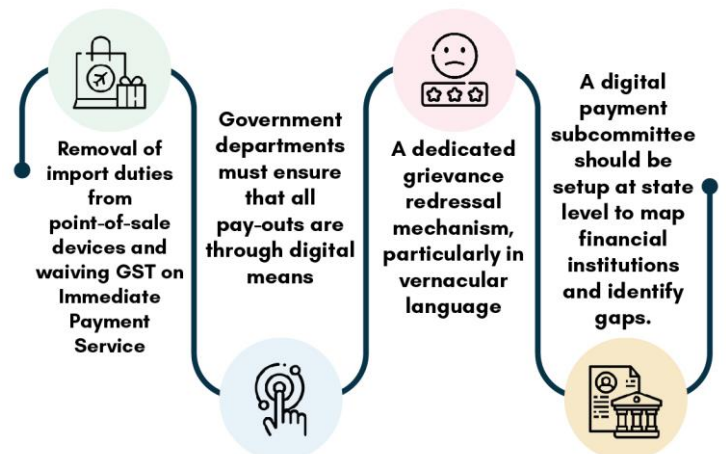 Removal of
import duties
from
point-of-sale
devices and
waiving GST on
Immediate
Payment
Service
Government
departments
must ensure
that all
pay-outs are
through digital
means
A dedicated
grievance
redressal
mechanism,
particularly in
vernacular
language
A digital
payment
subcommittee
should be
setup at state
level to map
financial
institutions
and identify
gaps.